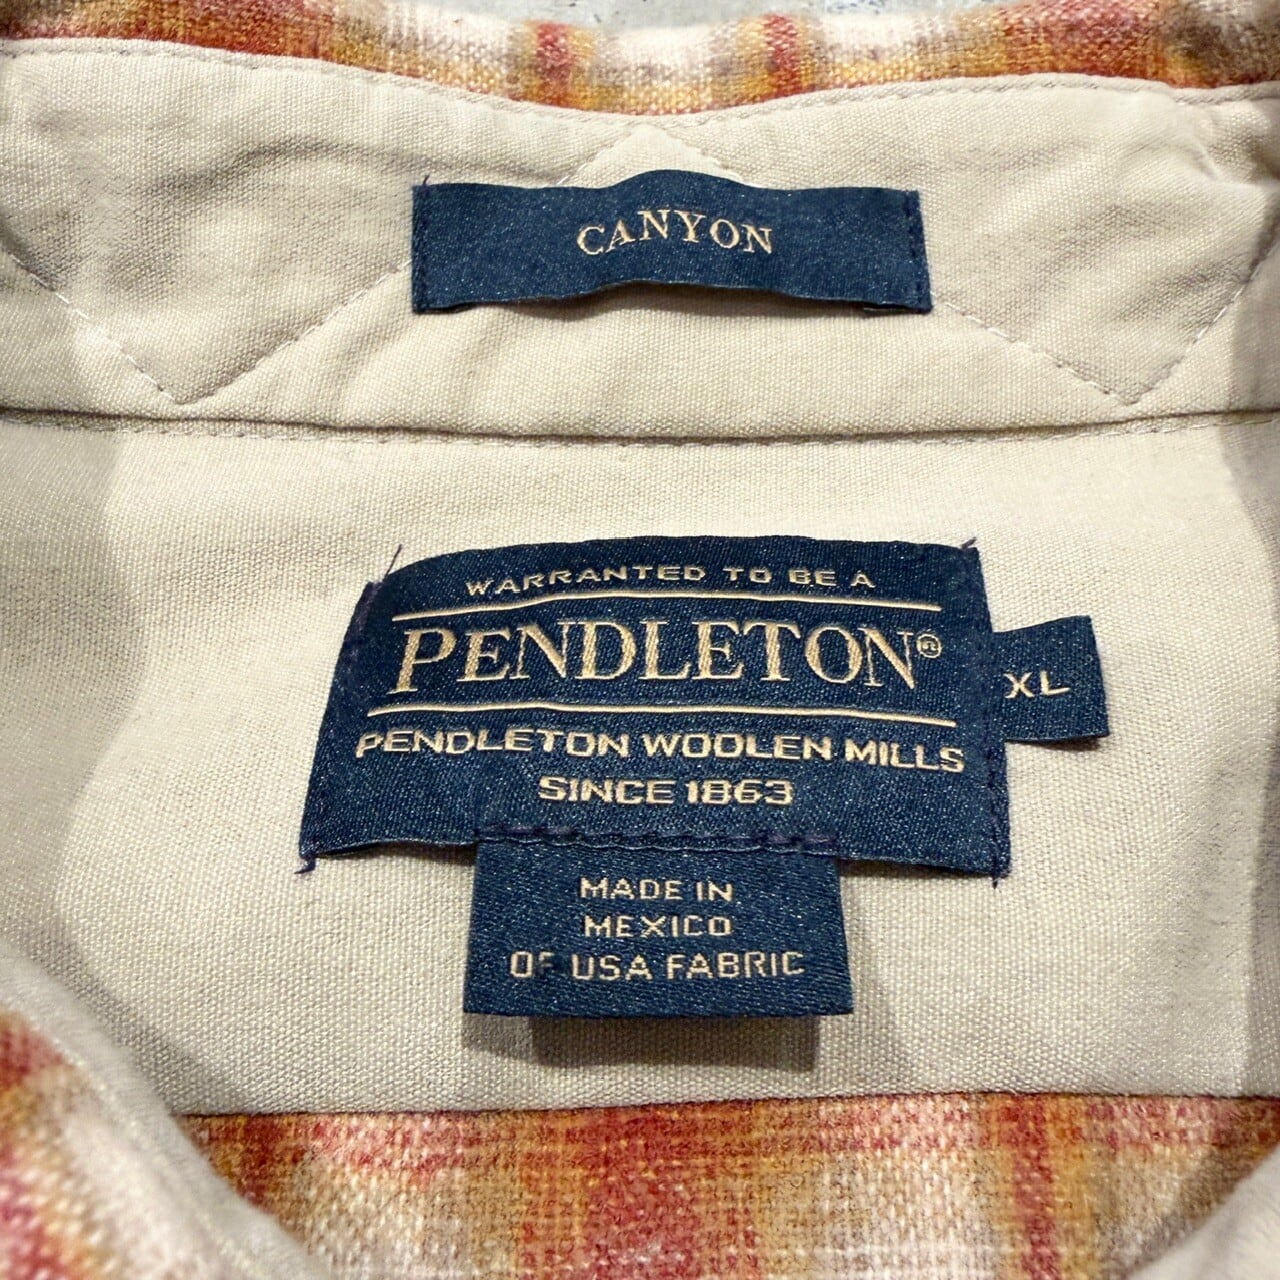 CANYON
WARRANTED TO BE A
PENDLETON®
XL
PENDLETON WOOLEN MILLS
SINCE 1863
MADE IN
MEXICO
OF USA FABRIC